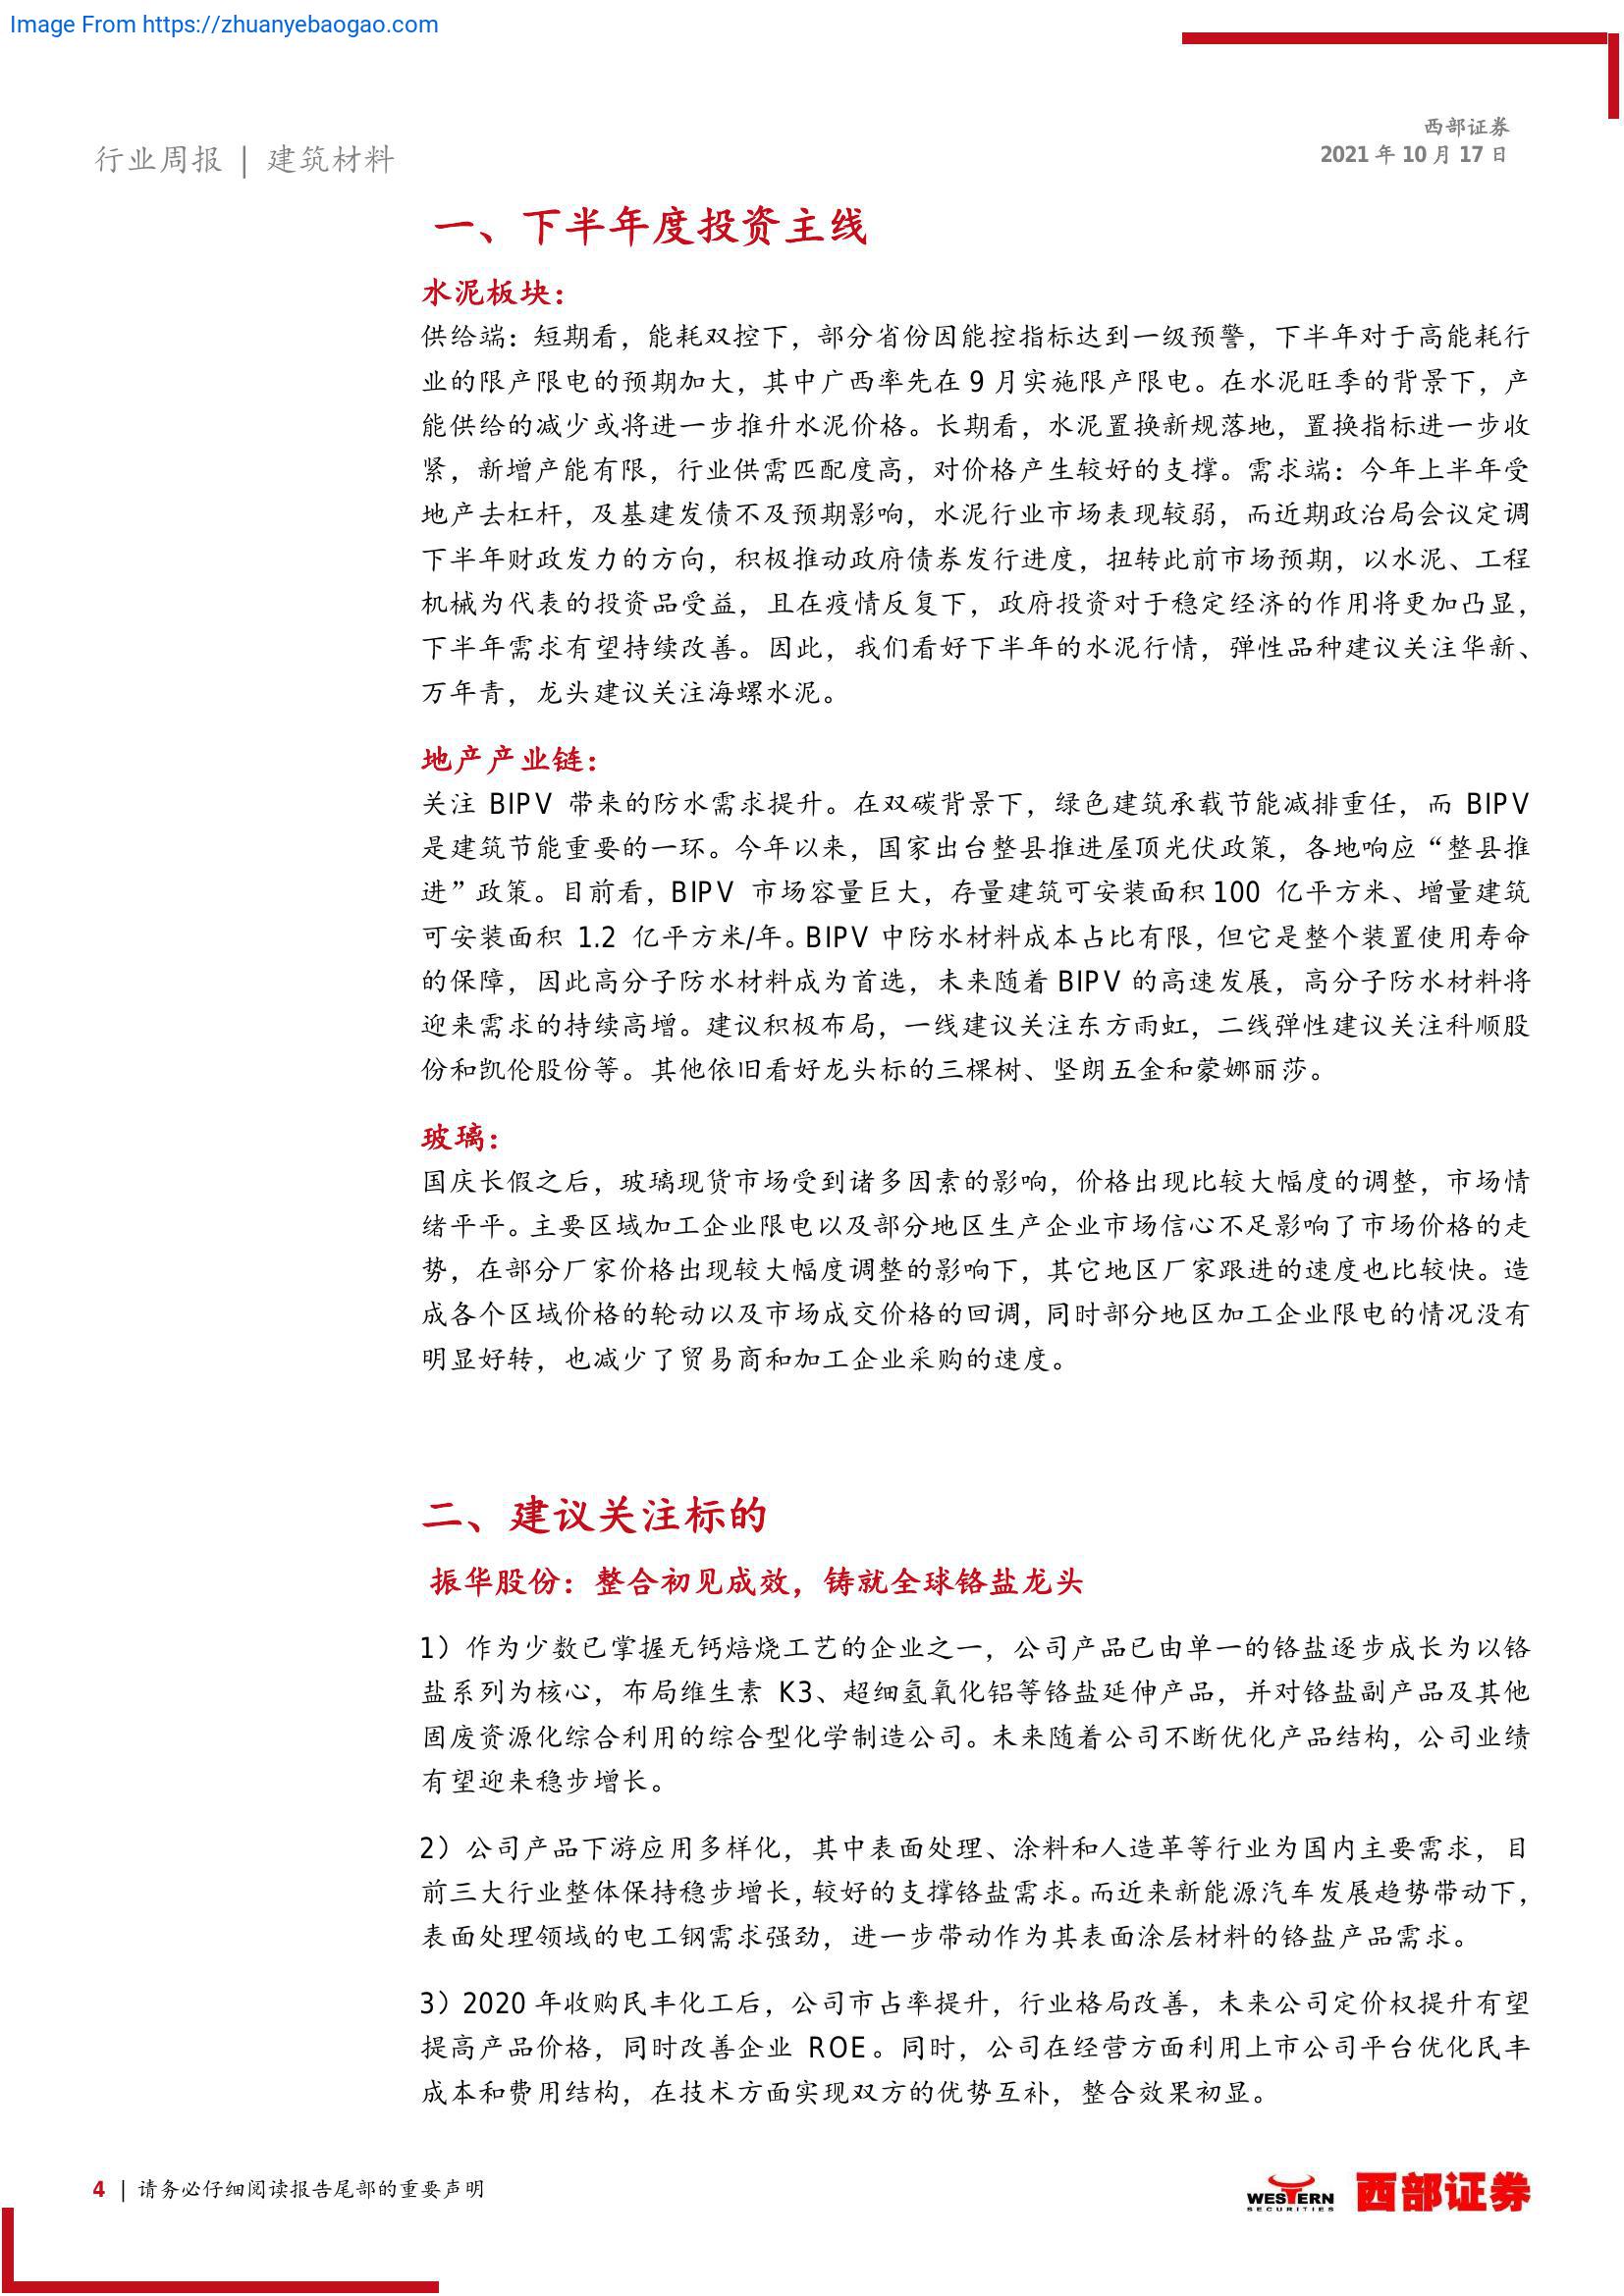 Image From https://zhuanyebaogao.com
西部证券
2021 年 10 月 17 日
行业周报 | 建筑材料
一、下半年度投资主线
水泥板块：
供给端：短期看，能耗双控下，部分省份因能控指标达到一级预警，下半年对于高能耗行
业的限产限电的预期加大，其中广西率先在 9 月实施限产限电。在水泥旺季的背景下，产
能供给的减少或将进一步推升水泥价格。长期看，水泥置换新规落地，置换指标进一步收
紧，新增产能有限，行业供需匹配度高，对价格产生较好的支撑。需求端：今年上半年受
地产去杠杆，及基建发债不及预期影响，水泥行业市场表现较弱，而近期政治局会议定调
下半年财政发力的方向，积极推动政府债券发行进度，扭转此前市场预期，以水泥、工程
机械为代表的投资品受益，且在疫情反复下，政府投资对于稳定经济的作用将更加凸显，
下半年需求有望持续改善。因此，我们看好下半年的水泥行情，弹性品种建议关注华新、
万年青，龙头建议关注海螺水泥。
地产产业链：
关注 BIPV 带来的防水需求提升。在双碳背景下，绿色建筑承载节能减排重任，而 BIPV
是建筑节能重要的一环。今年以来，国家出台整县推进屋顶光伏政策，各地响应“整县推
进”政策。目前看，BIPV 市场容量巨大，存量建筑可安装面积 100 亿平方米、增量建筑
可安装面积 1.2 亿平方米/年。BIPV 中防水材料成本占比有限，但它是整个装置使用寿命
的保障，因此高分子防水材料成为首选，未来随着 BIPV 的高速发展，高分子防水材料将
迎来需求的持续高增。建议积极布局，一线建议关注东方雨虹，二线弹性建议关注科顺股
份和凯伦股份等。其他依旧看好龙头标的三棵树、坚朗五金和蒙娜丽莎。
玻璃：
国庆长假之后，玻璃现货市场受到诸多因素的影响，价格出现比较大幅度的调整，市场情
绪平平。主要区域加工企业限电以及部分地区生产企业市场信心不足影响了市场价格的走
势，在部分厂家价格出现较大幅度调整的影响下，其它地区厂家跟进的速度也比较快。造
成各个区域价格的轮动以及市场成交价格的回调，同时部分地区加工企业限电的情况没有
明显好转，也减少了贸易商和加工企业采购的速度。
二、建议关注标的
振华股份：整合初见成效，铸就全球铬盐龙头
1）作为少数已掌握无钙焙烧工艺的企业之一，公司产品已由单一的铬盐逐步成长为以铬
盐系列为核心，布局维生素 K3、超细氢氧化铝等铬盐延伸产品，并对铬盐副产品及其他
固废资源化综合利用的综合型化学制造公司。未来随着公司不断优化产品结构，公司业绩
有望迎来稳步增长。
2）公司产品下游应用多样化，其中表面处理、涂料和人造革等行业为国内主要需求，目
前三大行业整体保持稳步增长，较好的支撑铬盐需求。而近来新能源汽车发展趋势带动下，
表面处理领域的电工钢需求强劲，进一步带动作为其表面涂层材料的铬盐产品需求。
3）2020 年收购民丰化工后，公司市占率提升，行业格局改善，未来公司定价权提升有望
提高产品价格，同时改善企业 ROE。同时，公司在经营方面利用上市公司平台优化民丰
成本和费用结构，在技术方面实现双方的优势互补，整合效果初显。
4 | 请务必仔细阅读报告尾部的重要声明
WESTERN
SECURITIES
西部证券